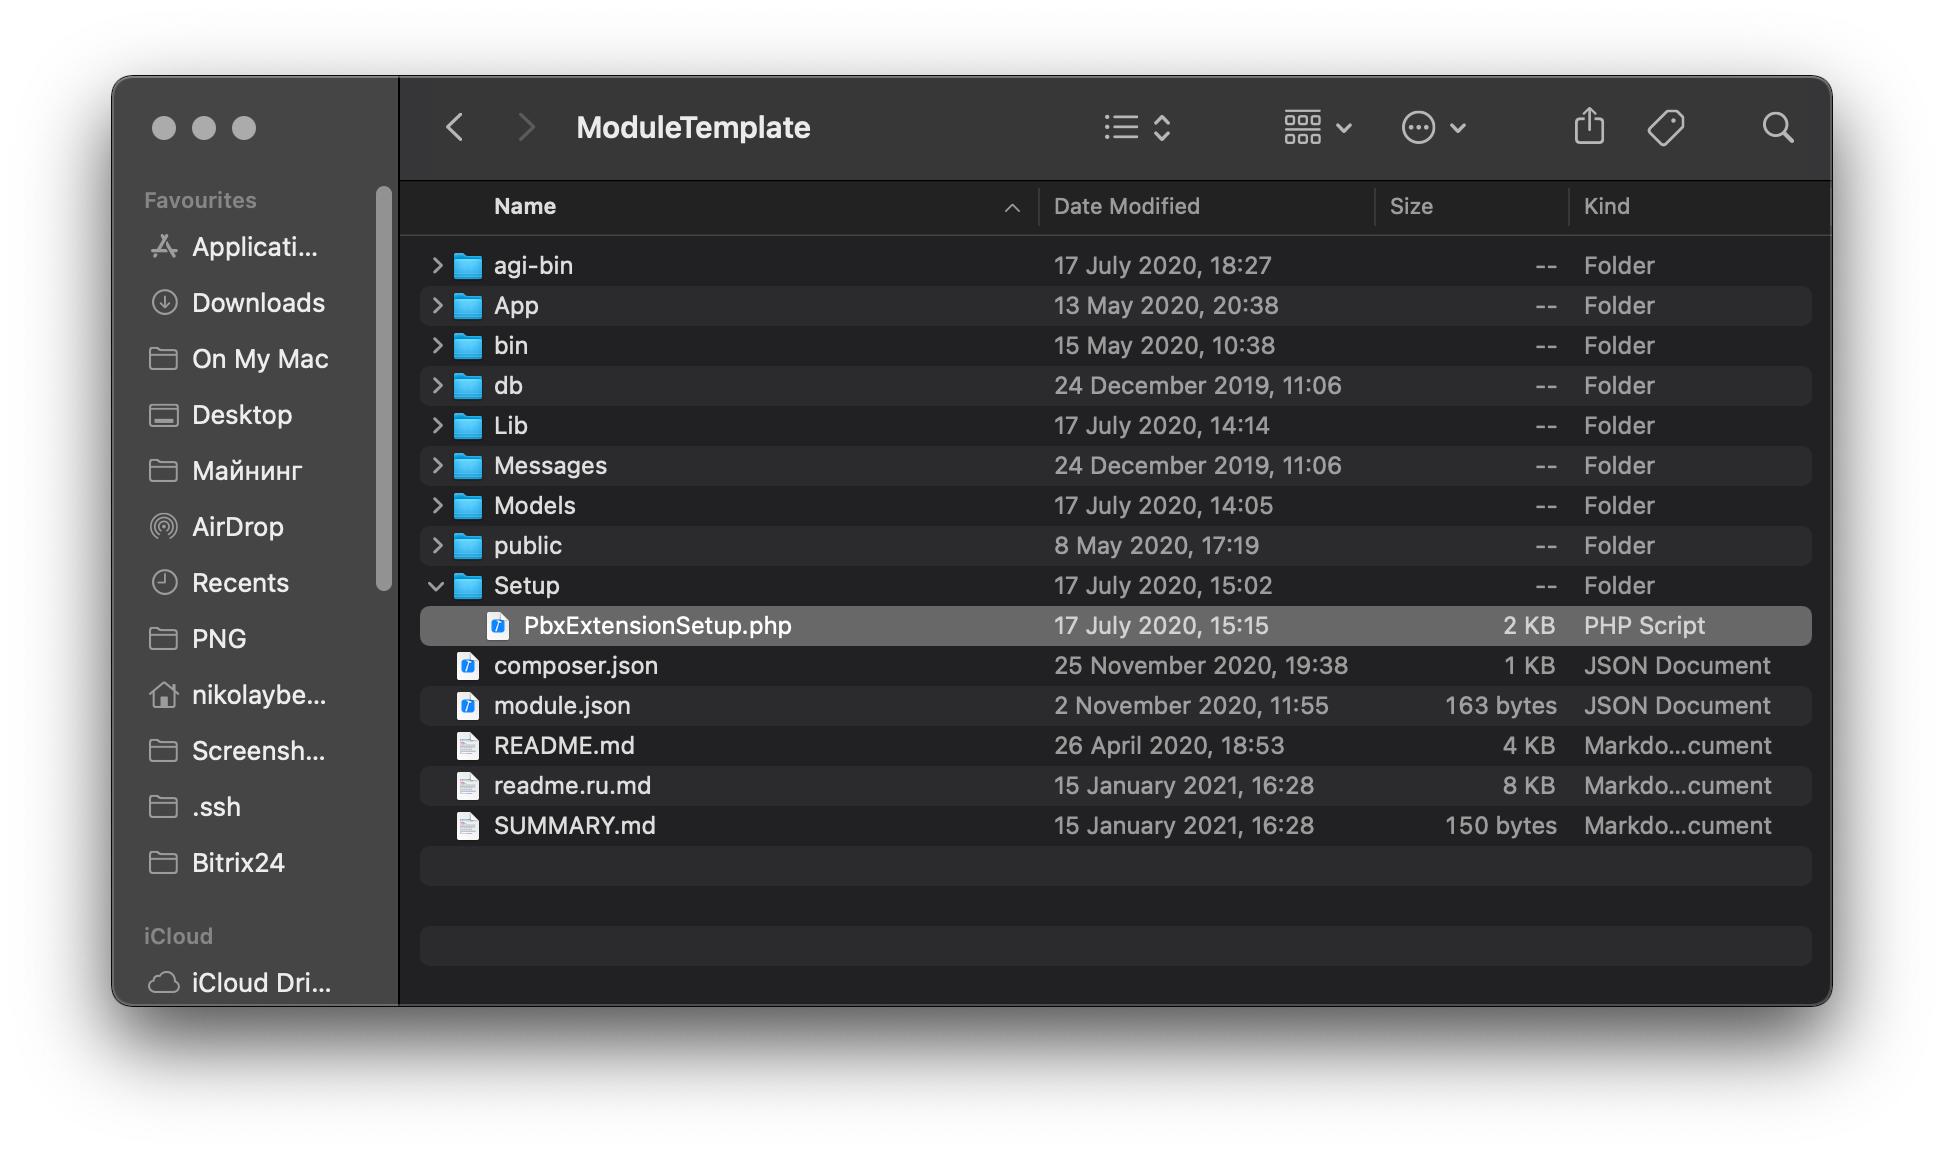 ModuleTemplate
Favourites
Applicati...
Downloads
On My Mac
Desktop
Майнинг
AirDrop
Recents
PNG
nikolaybe...
Screensh...
.ssh
Bitrix24
iCloud
iCloud Dri...
Name Date Modified Size Kind
agi-bin 17 July 2020, 18:27 -- Folder
App 13 May 2020, 20:38 -- Folder
bin 15 May 2020, 10:38 -- Folder
db 24 December 2019, 11:06 -- Folder
Lib 17 July 2020, 14:14 -- Folder
Messages 24 December 2019, 11:06 -- Folder
Models 17 July 2020, 14:05 -- Folder
public 8 May 2020, 17:19 -- Folder
Setup 17 July 2020, 15:02 -- Folder
PbxExtensionSetup.php 17 July 2020, 15:15 2 KB PHP Script
composer.json 25 November 2020, 19:38 1 KB JSON Document
module.json 2 November 2020, 11:55 163 bytes JSON Document
README.md 26 April 2020, 18:53 4 KB Markdo...cument
readme.ru.md 15 January 2021, 16:28 8 KB Markdo...cument
SUMMARY.md 15 January 2021, 16:28 150 bytes Markdo...cument